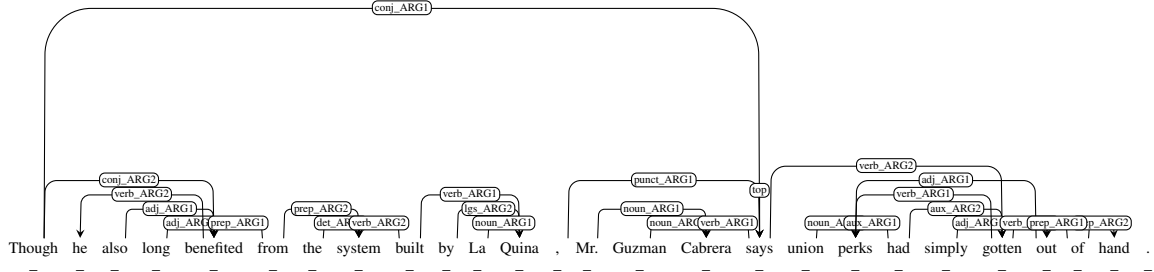 conj_ARG1
verb_ARG2
conj_ARG2 punct_ARG1 adj_ARG1
top
verb_ARG2 verb_ARG1 verb_ARG1
adj_ARG1 prep_ARG2 lgs_ARG2 noun_ARG1 aux_ARG2
prep_ARG1 verb_ARG2 noun_ARG1 verb_ARG1 aux_ARG1 prep_ARG1
Though he also long benefited from the system built by La Quina , Mr. Guzman Cabrera says union perks had simply gotten out of hand .
_ _ _ _ _ _ _ _ _ _ _ _ _ _ _ _ _ _ _ _ _ _ _ _ _ _